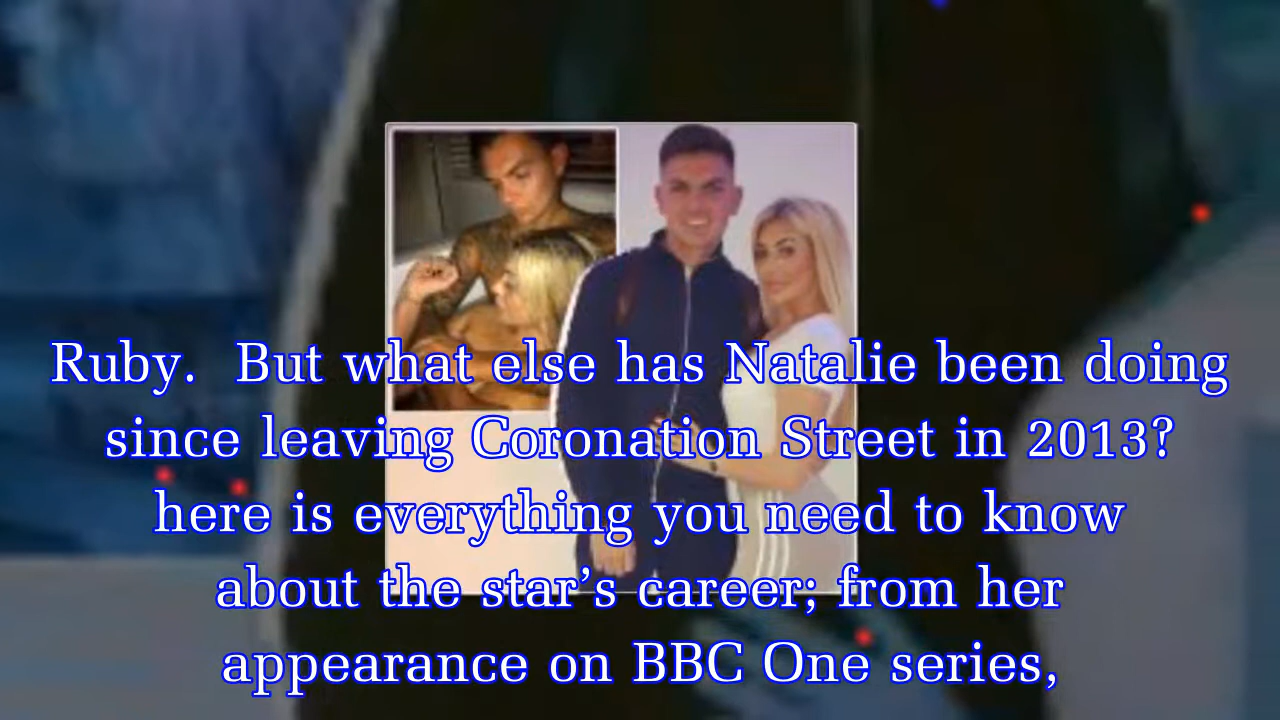 Ruby.  But what else has Natalie been doing
since leaving Coronation Street in 2013?
here is everything you need to know
about the star’s career; from her
appearance on BBC One series,